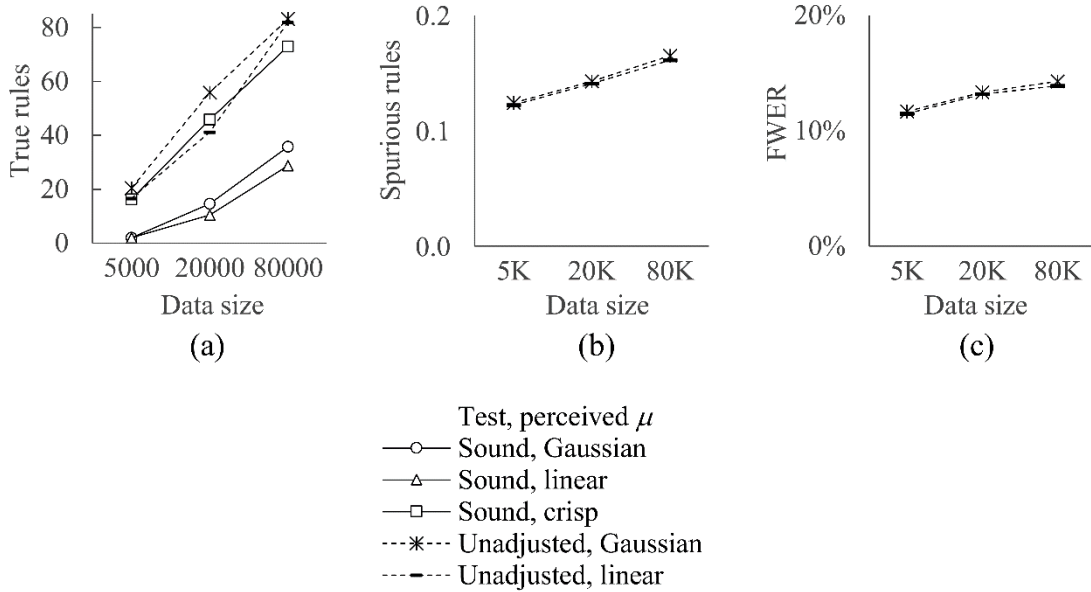 80
60
40
20
0
True rules
5000 20000 80000
Data size
(a)
0.2
0.1
0.0
Spurious rules
5K 20K 80K
Data size
(b)
20%
10%
0%
FWER
5K 20K 80K
Data size
(c)
Test, perceived μ
Sound, Gaussian
Sound, linear
Sound, crisp
Unadjusted, Gaussian
Unadjusted, linear